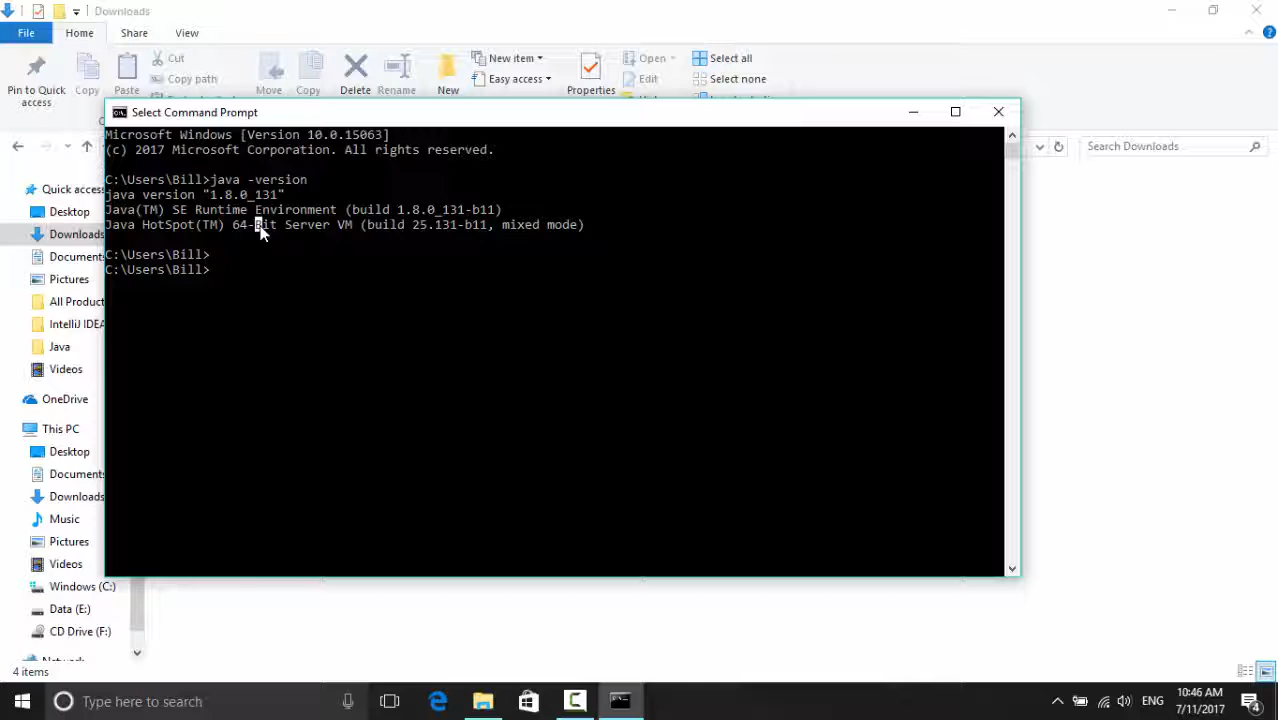 Downloads
File
Home
Share
View
Pin to Quick access
Copy
Paste
Cut
Copy path
Move
Copy
Delete
Rename
New
New item
Easy access
Properties
Open
Edit
Select all
Select none
Select Command Prompt
Microsoft Windows [Version 10.0.15063]
(c) 2017 Microsoft Corporation. All rights reserved.
C:\Users\Bill>java -version
java version "1.8.0_131"
Java(TM) SE Runtime Environment (build 1.8.0_131-b11)
Java HotSpot(TM) 64-Bit Server VM (build 25.131-b11, mixed mode)
C:\Users\Bill>
C:\Users\Bill>
Search Downloads
Quick access
Desktop
Downloads
Document
Pictures
All Product
IntelliJ IDEA
Java
Videos
OneDrive
This PC
Desktop
Documents
Downloads
Music
Pictures
Videos
Windows (C:)
Data (E:)
CD Drive (F:)
4 items
Type here to search
ENG
10:46 AM
7/11/2017
4